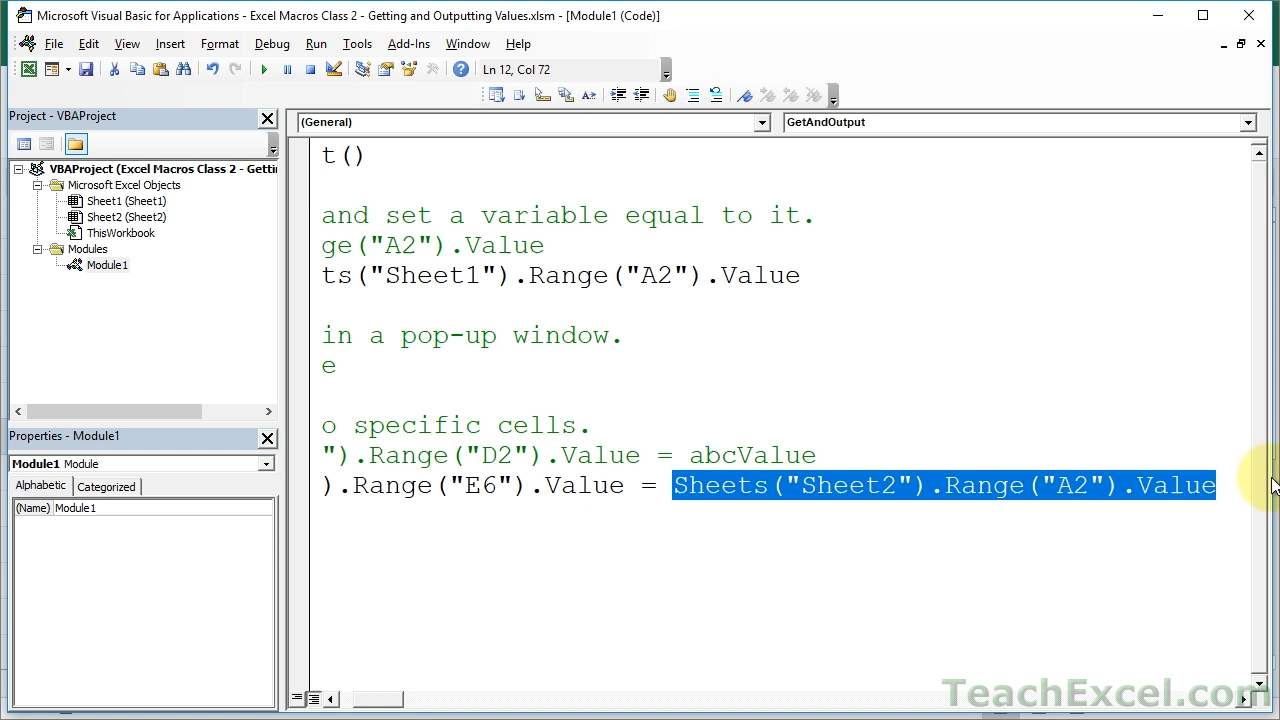 Microsoft Visual Basic for Applications - Excel Macros Class 2 - Getting and Outputting Values.xlsm - [Module1 (Code)]
File Edit View Insert Format Debug Run Tools Add-Ins Window Help
Ln 12, Col 72
Project - VBAProject
(General)
GetAndOutput
VBAProject (Excel Macros Class 2 - Getti
Microsoft Excel Objects
Sheet1 (Sheet1)
Sheet2 (Sheet2)
ThisWorkbook
Modules
Module1
Properties - Module1
Module1 Module
Alphabetic Categorized
(Name) Module1
t()
and set a variable equal to it.
ge("A2").Value
ts("Sheet1").Range("A2").Value
in a pop-up window.
e
o specific cells.
").Range("D2").Value = abcValue
).Range("E6").Value = Sheets("Sheet2").Range("A2").Value
TeachExcel.com